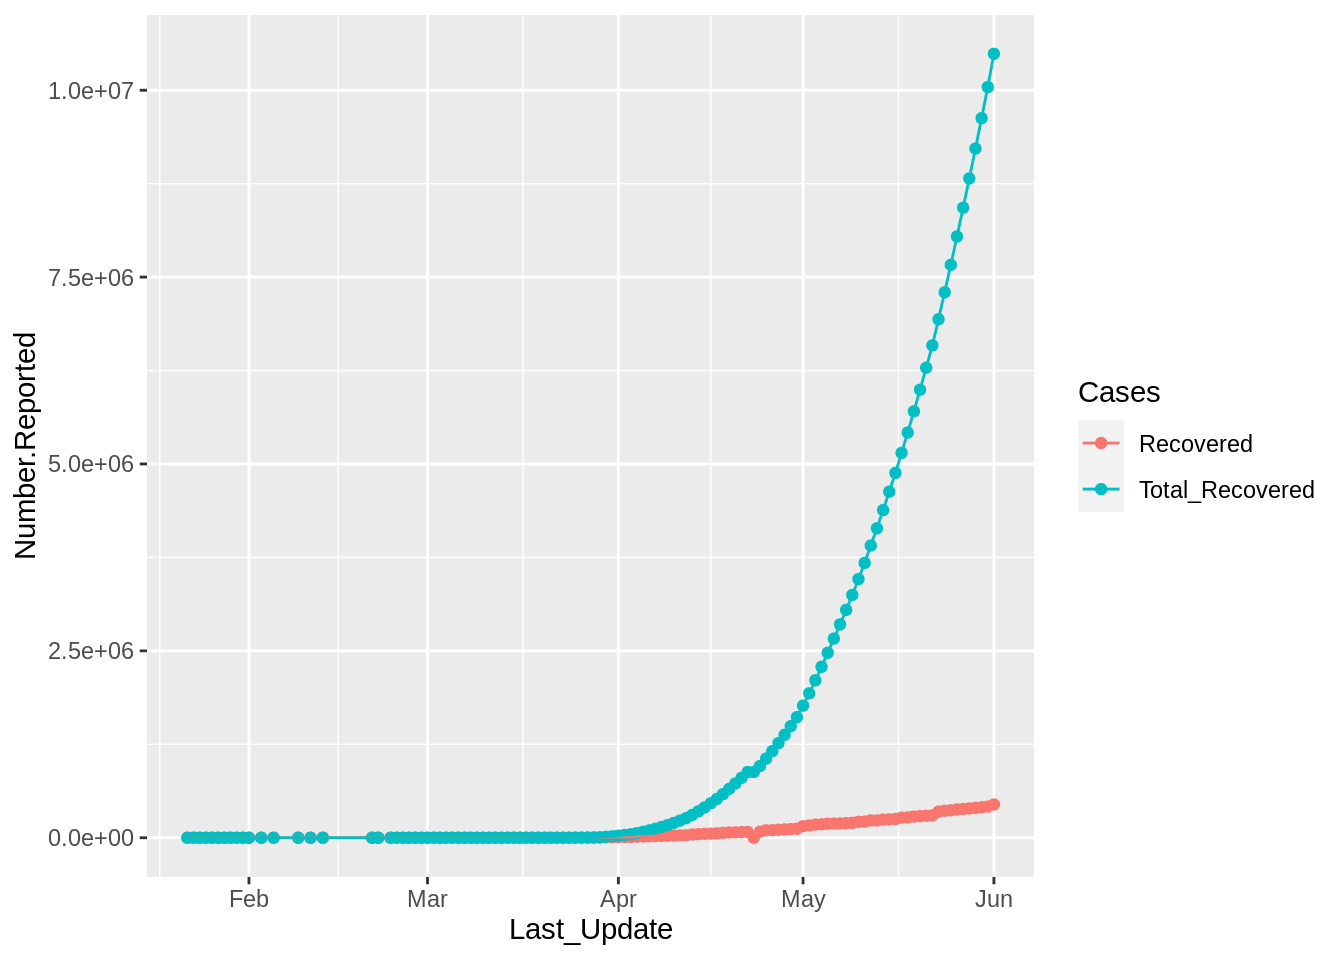 1.0e+07
7.5e+06
5.0e+06
2.5e+06
0.0e+00
Number.Reported
Feb
Mar
Apr
May
Jun
Last_Update
Cases
Recovered
Total_Recovered